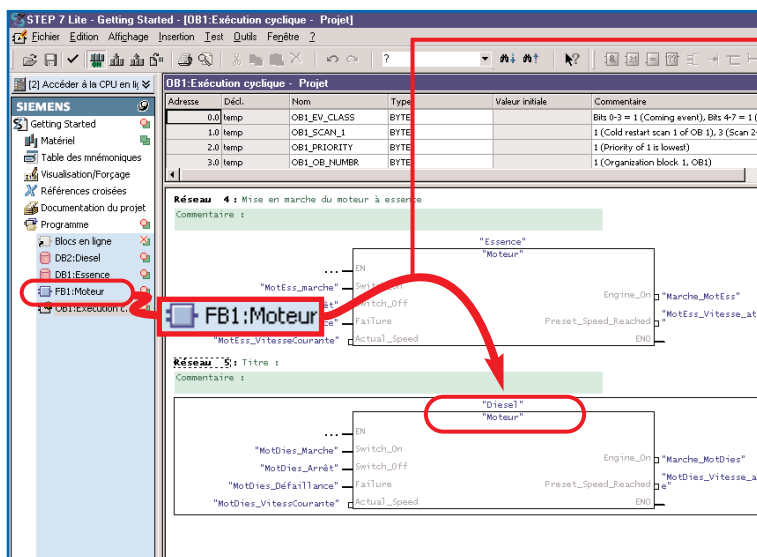 STEP 7 Lite - Getting Started - [OB1:Exécution cyclique - Projet]
Fichier Edition Affichage Insertion Test Outils Fenêtre ?
?
[2] Accéder à la CPU en li
OB1:Exécution cyclique - Projet
SIEMENS
Getting Started
Matériel
Table des mnémoniques
Visualisation/Forçage
Références croisées
Documentation du projet
Programme
Blocs en ligne
DB2:Diesel
DB1:Essence
FB1:Moteur
OB1:Exécution c.
Adresse Décl. Nom Type Valeur initiale Commentaire
0.0 temp OB1_EV_CLASS BYTE Bits 0-3 = 1 (Coming event), Bits 4-7 = 1 (
1.0 temp OB1_SCAN_1 BYTE 1 (Cold restart scan 1 of OB 1), 3 (Scan 2-
2.0 temp OB1_PRIORITY BYTE 1 (Priority of 1 is lowest)
3.0 temp OB1_OB_NUMBR BYTE 1 (Organization block 1, OB1)
Réseau 4 : Mise en marche du moteur à essence
Commentaire :
"Essence"
"Moteur"
... EN
"MotEss_marche" Switch_On
Switch_Off
Failure
"MotEss_VitesseCourante" Actual_Speed
Engine_On "Marche_MotEss"
Preset_Speed_Reached "MotEss_Vitesse_at
"
ENO
FB1:Moteur
Réseau 5 : Titre :
Commentaire :
"Diesel"
"Moteur"
... EN
"MotDies_Marche" Switch_On
"MotDies_Arrêt" Switch_Off
"MotDies_Défaillance" Failure
"MotDies_VitessCourante" Actual_Speed
Engine_On "Marche_MotDies"
Preset_Speed_Reached "MotDies_Vitesse_a
e"
ENO